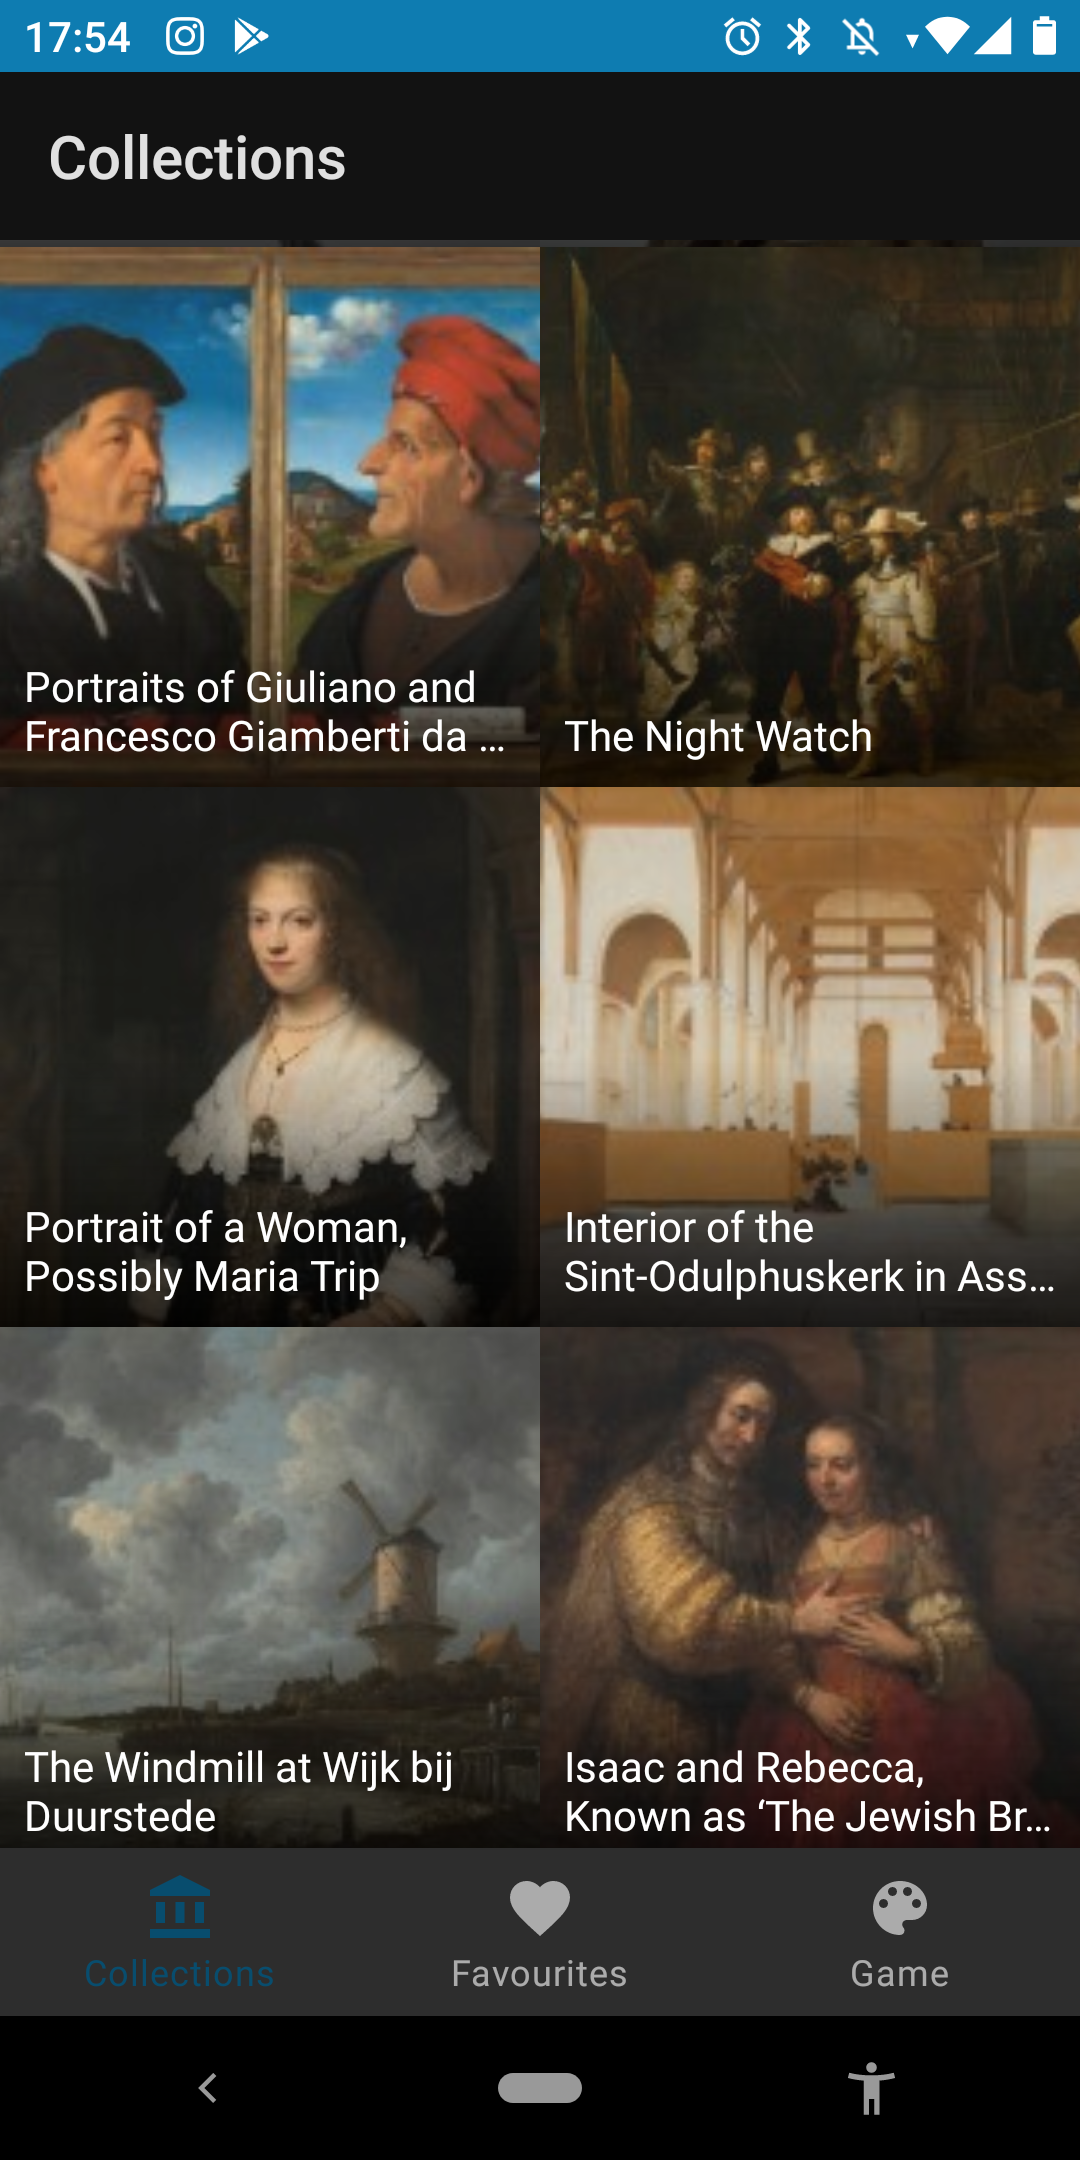 17:54
Collections
Portraits of Giuliano and
Francesco Giamberti da ...
The Night Watch
Portrait of a Woman,
Possibly Maria Trip
Interior of the
Sint-Odulphuskerk in Ass...
The Windmill at Wijk bij
Duurstede
Isaac and Rebecca,
Known as ‘The Jewish Br...
Collections
Favourites
Game